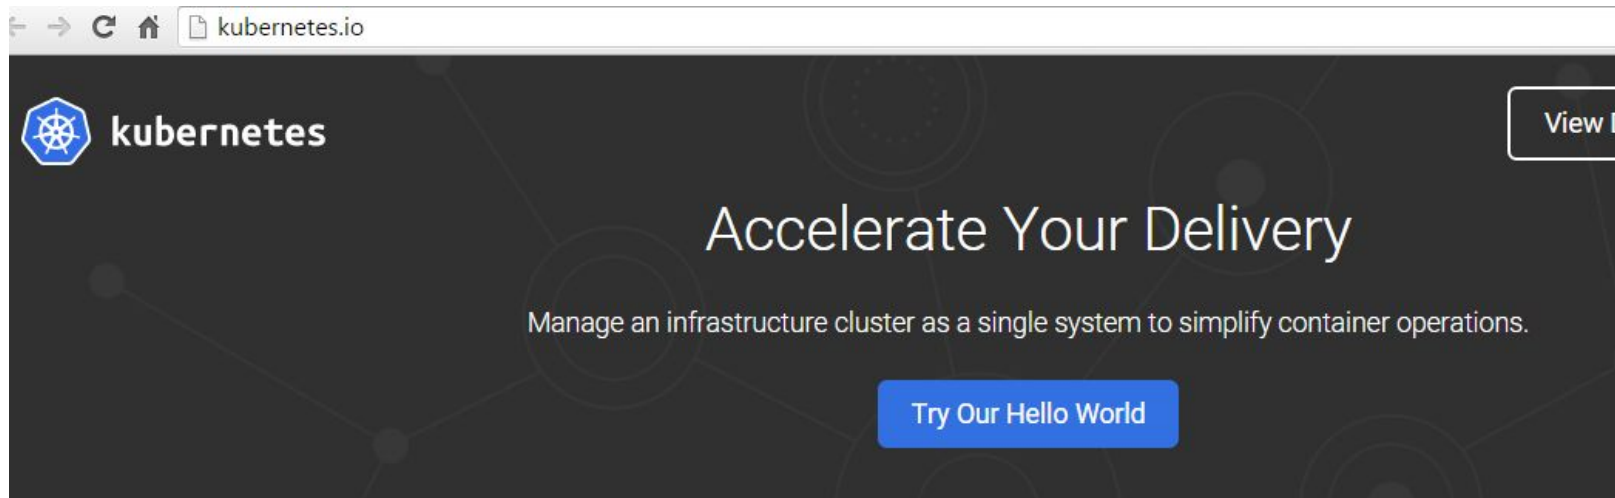 kubernetes.io
kubernetes
View
Accelerate Your Delivery
Manage an infrastructure cluster as a single system to simplify container operations.
Try Our Hello World